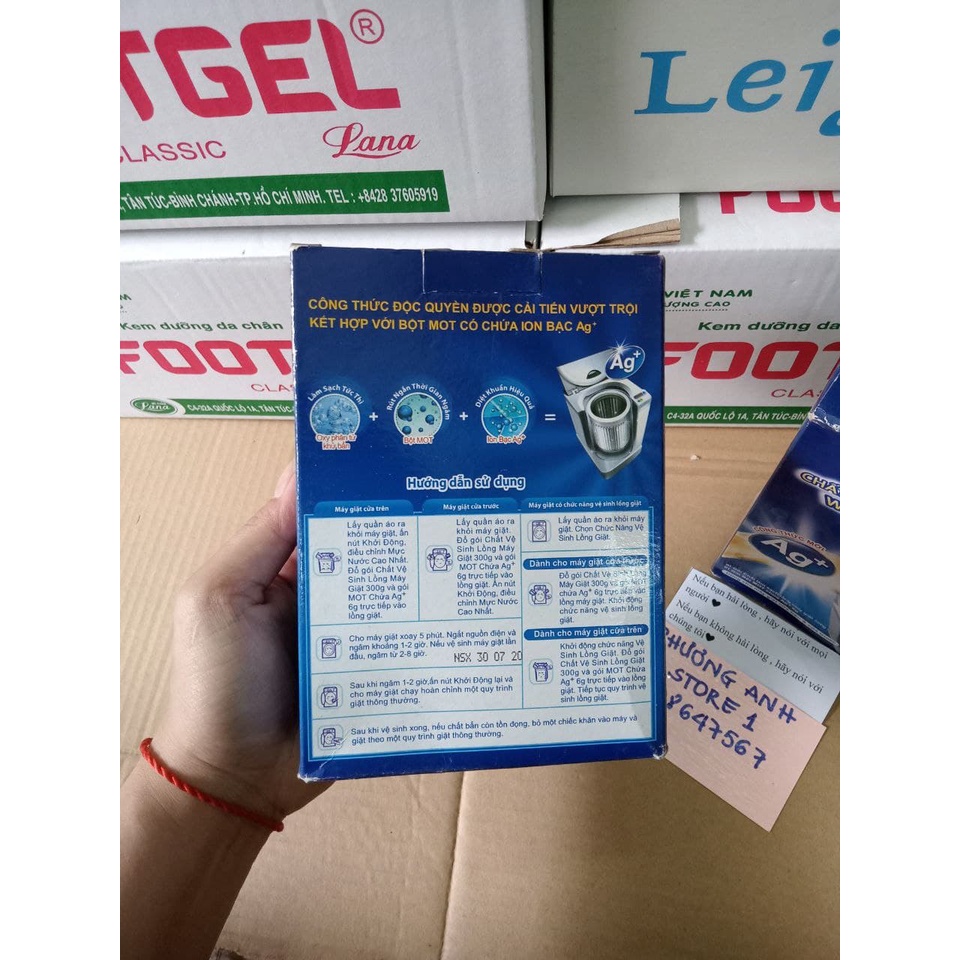 TGEL®
CLASSIC Lana
TÂN TÚC-BÌNH CHÁNH-TP.HỒ CHÍ MINH. TEL : +8428 37605919
VIỆT NAM
Kem dưỡng da chân
FOOT
CLA
Lana C4-32A QUỐC LỘ 1A, TÂN TÚC
Kem dưỡng da
FOOTG
CLASS
C4-32A QUỐC LỘ 1A, TÂN TÚC-BÌN
CÔNG THỨC ĐỘC QUYỀN ĐƯỢC CẢI TIẾN VƯỢT TRỘI
KẾT HỢP VỚI BỘT MOT CÓ CHỨA ION BẠC Ag+
Ag+
Làm Sạch Tức Thì
Oxy phân tử
khử bẩn
+
Rút Ngắn Thời Gian Ngâm
Bột MOT
+
Diệt Khuẩn Hiệu Quả
Ion Bạc Ag+
=
Hướng dẫn sử dụng
Máy giặt cửa trên
Lấy quần áo ra
khỏi máy giặt, ấn
nút Khởi Động,
điều chỉnh Mực
Nước Cao Nhất.
Đổ gói Chất Vệ
Sinh Lồng Máy
Giặt 300g và gói
MOT Chứa Ag+
6g trực tiếp vào
lồng giặt.
Máy giặt cửa trước
Lấy quần áo ra
khỏi máy giặt.
Đổ gói Chất Vệ
Sinh Lồng Máy
Giặt 300g và gói
MOT Chứa Ag+
6g trực tiếp vào
lồng giặt. Ấn nút
Khởi Động, điều
chỉnh Mực Nước
Cao Nhất.
Máy giặt có chức năng vệ sinh lồng giặt
Lấy quần áo ra khỏi máy
giặt. Chọn Chức Năng Vệ
Sinh Lồng Giặt.
Dành cho máy giặt cửa trước
Đổ gói Chất Vệ Sinh Lồng
Máy Giặt 300g và gói MOT
chứa Ag+ 6g trực tiếp vào
lồng máy giặt. Khởi động
chức năng vệ sinh lồng giặt.
Dành cho máy giặt cửa trên
Khởi động chức năng Vệ
Sinh Lồng Giặt. Đổ gói
Chất Vệ Sinh Lồng Giặt
300g và gói MOT Chứa
Ag+ 6g trực tiếp vào lồng
giặt. Tiếp tục quy trình vệ
sinh lồng giặt.
Cho máy giặt xoay 5 phút. Ngắt nguồn điện và
ngâm khoảng 1-2 giờ. Nếu vệ sinh máy giặt lần
đầu, ngâm từ 2-8 giờ.
NSX 30 07 20
Sau khi ngâm 1-2 giờ,ấn nút Khởi Động lại và
cho máy giặt chạy hoàn chỉnh một quy trình
giặt thông thường.
Sau khi vệ sinh xong, nếu chất bẩn còn tồn đọng, bỏ một chiếc khăn vào máy và
giặt theo một quy trình giặt thông thường.
Ag+
Nếu bạn hài lòng , hãy nói với mọi
người ♥
Nếu bạn không hài lòng , hãy nói với
chúng tôi ♥
PHƯƠNG ANH
STORE 1
8647567